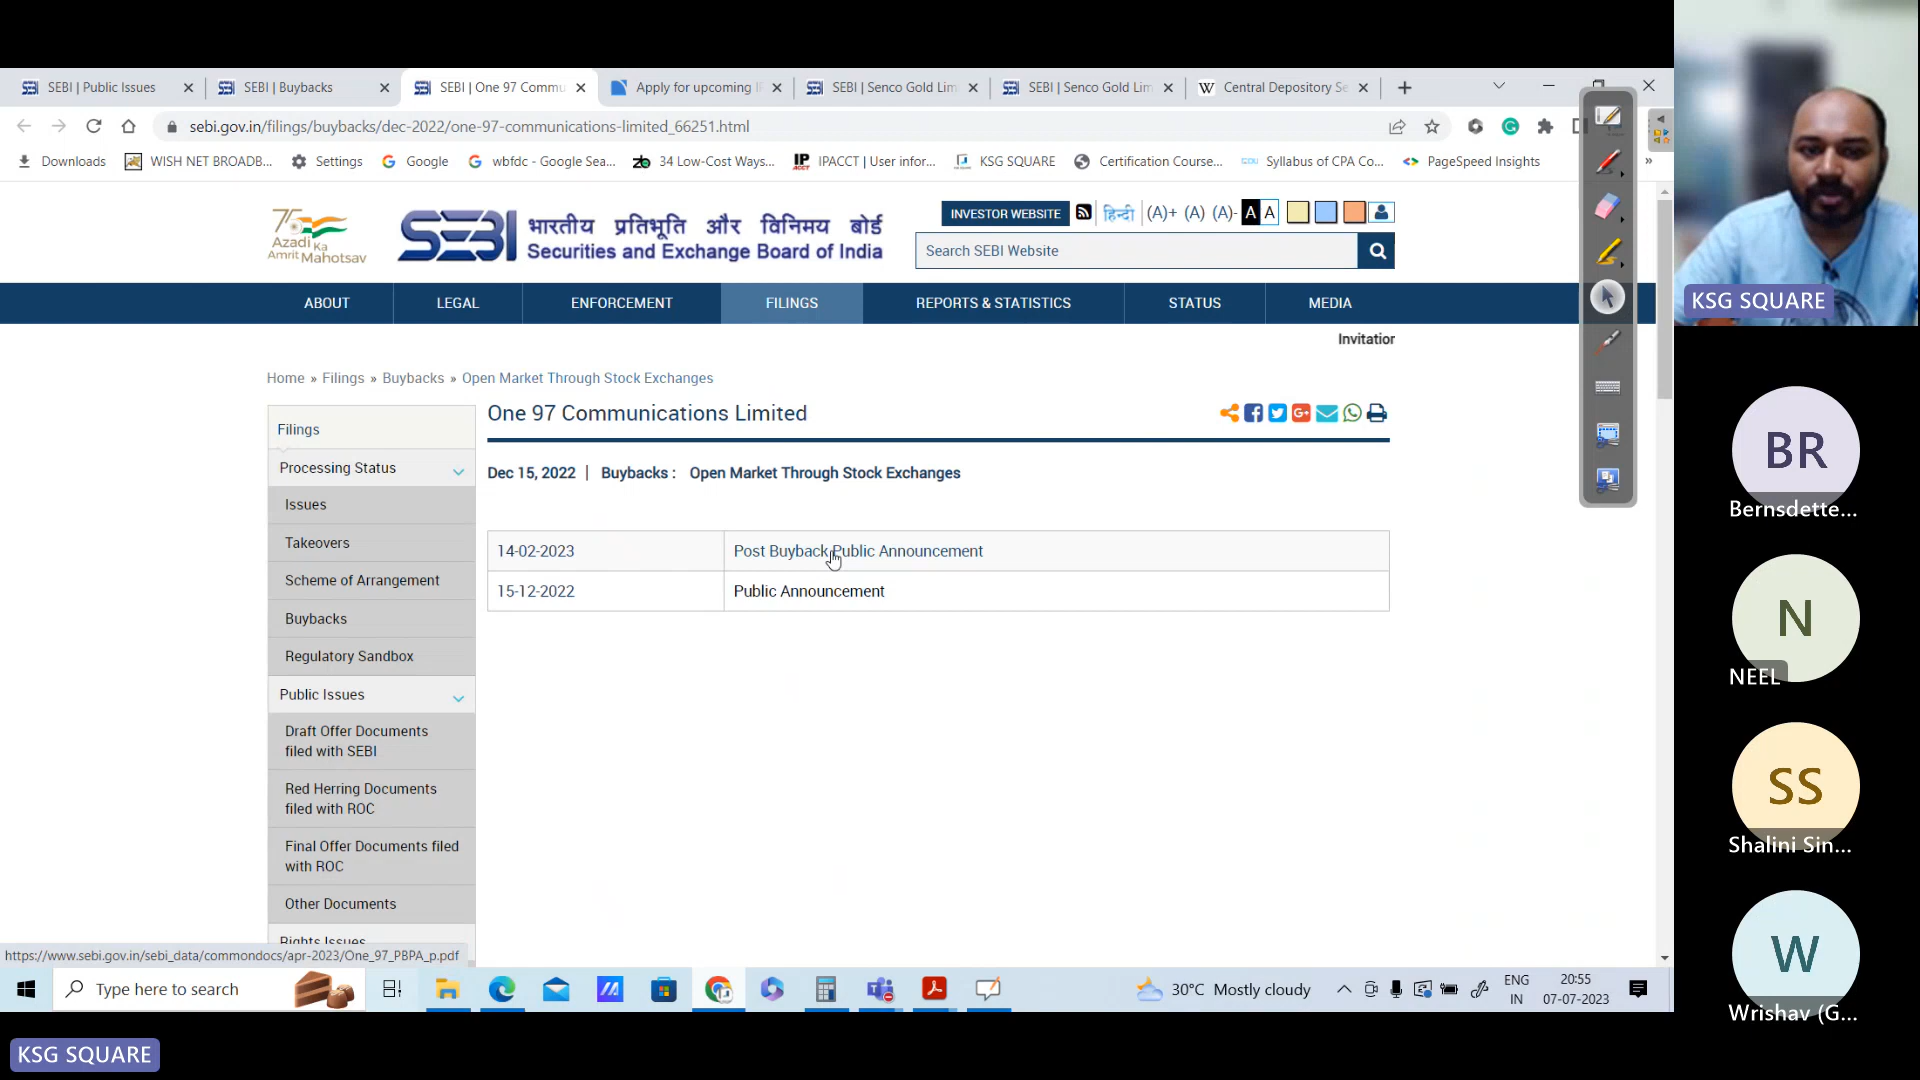 SEBI | Public Issues
SEBI | Buybacks
SEBI | One 97 Commu
Apply for upcoming I
SEBI | Senco Gold Lim
SEBI | Senco Gold Lim
Central Depository Se
sebi.gov.in/filings/buybacks/dec-2022/one-97-communications-limited_66251.html
Downloads
WISH NET BROADB...
Settings
Google
wbfdc - Google Sea...
34 Low-Cost Ways...
IPACCT | User infor...
KSG SQUARE
Certification Course...
Syllabus of CPA Co...
PageSpeed Insights
»
75
Azadi Ka
Amrit Mahotsav
SEBI
भारतीय प्रतिभूति और विनिमय बोर्ड
Securities and Exchange Board of India
INVESTOR WEBSITE
हिन्दी
(A)+ (A) (A)-
A A
Search SEBI Website
ABOUT
LEGAL
ENFORCEMENT
FILINGS
REPORTS & STATISTICS
STATUS
MEDIA
Invitation
Home » Filings » Buybacks » Open Market Through Stock Exchanges
One 97 Communications Limited
Dec 15, 2022 | Buybacks : Open Market Through Stock Exchanges
14-02-2023 Post Buyback Public Announcement
15-12-2022 Public Announcement
Filings
Processing Status
Issues
Takeovers
Scheme of Arrangement
Buybacks
Regulatory Sandbox
Public Issues
Draft Offer Documents
filed with SEBI
Red Herring Documents
filed with ROC
Final Offer Documents filed
with ROC
Other Documents
Rights Issues
https://www.sebi.gov.in/sebi_data/commondocs/apr-2023/One_97_PBPA_p.pdf
Type here to search
30°C Mostly cloudy
ENG
IN
20:55
07-07-2023
KSG SQUARE
KSG SQUARE
BR
Bernsdette...
N
NEEL
SS
Shalini Sin...
W
Wrishav (G...